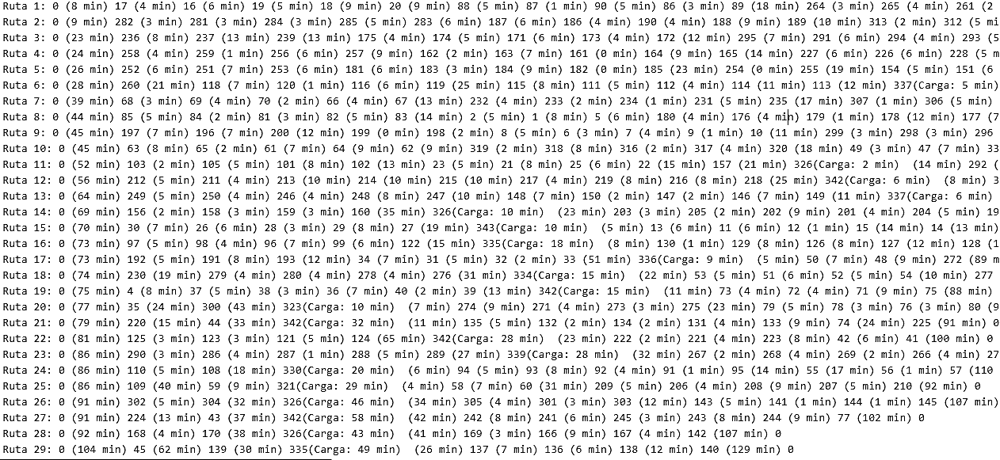 Ruta 1: 0 (8 min) 17 (4 min) 16 (6 min) 19 (5 min) 18 (9 min) 20 (9 min) 88 (5 min) 87 (1 min) 90 (5 min) 86 (3 min) 89 (18 min) 264 (3 min) 265 (4 min) 261 (2
Ruta 2: 0 (9 min) 282 (3 min) 281 (3 min) 284 (3 min) 285 (5 min) 283 (6 min) 187 (6 min) 186 (4 min) 190 (4 min) 188 (9 min) 189 (10 min) 313 (2 min) 312 (5 mi
Ruta 3: 0 (23 min) 236 (8 min) 237 (13 min) 239 (13 min) 175 (4 min) 174 (5 min) 171 (6 min) 173 (4 min) 172 (12 min) 295 (7 min) 291 (6 min) 294 (4 min) 293 (5
Ruta 4: 0 (24 min) 258 (4 min) 259 (1 min) 256 (6 min) 257 (9 min) 162 (2 min) 163 (7 min) 161 (0 min) 164 (9 min) 165 (14 min) 227 (6 min) 226 (6 min) 228 (5 m
Ruta 5: 0 (26 min) 252 (6 min) 251 (7 min) 253 (6 min) 181 (6 min) 183 (3 min) 184 (9 min) 182 (0 min) 185 (23 min) 254 (0 min) 255 (19 min) 154 (5 min) 151 (6
Ruta 6: 0 (28 min) 260 (21 min) 118 (7 min) 120 (1 min) 116 (6 min) 119 (25 min) 115 (8 min) 111 (5 min) 112 (4 min) 114 (11 min) 113 (12 min) 337(Carga: 5 min)
Ruta 7: 0 (39 min) 68 (3 min) 69 (4 min) 70 (2 min) 66 (4 min) 67 (13 min) 232 (4 min) 233 (2 min) 234 (1 min) 231 (5 min) 235 (17 min) 307 (1 min) 306 (5 min)
Ruta 8: 0 (44 min) 85 (5 min) 84 (2 min) 81 (3 min) 82 (5 min) 83 (14 min) 2 (5 min) 1 (8 min) 5 (6 min) 180 (4 min) 176 (4 min) 179 (1 min) 178 (12 min) 177 (7
Ruta 9: 0 (45 min) 197 (7 min) 196 (7 min) 200 (12 min) 199 (0 min) 198 (2 min) 8 (5 min) 6 (3 min) 7 (4 min) 9 (1 min) 10 (11 min) 299 (3 min) 298 (3 min) 296
Ruta 10: 0 (45 min) 63 (8 min) 65 (2 min) 61 (7 min) 64 (9 min) 62 (9 min) 319 (2 min) 318 (8 min) 316 (2 min) 317 (4 min) 320 (18 min) 49 (3 min) 47 (7 min) 33
Ruta 11: 0 (52 min) 103 (2 min) 105 (5 min) 101 (8 min) 102 (13 min) 23 (5 min) 21 (8 min) 25 (6 min) 22 (15 min) 157 (21 min) 326(Carga: 2 min)  (14 min) 292 (
Ruta 12: 0 (56 min) 212 (5 min) 211 (4 min) 213 (10 min) 214 (10 min) 215 (10 min) 217 (4 min) 219 (8 min) 216 (8 min) 218 (25 min) 342(Carga: 6 min)  (8 min) 3
Ruta 13: 0 (64 min) 249 (5 min) 250 (4 min) 246 (4 min) 248 (8 min) 247 (10 min) 148 (7 min) 150 (2 min) 147 (2 min) 146 (7 min) 149 (11 min) 337(Carga: 6 min)
Ruta 14: 0 (69 min) 156 (2 min) 158 (3 min) 159 (3 min) 160 (35 min) 326(Carga: 10 min)  (23 min) 203 (3 min) 205 (2 min) 202 (9 min) 201 (4 min) 204 (5 min) 19
Ruta 15: 0 (70 min) 30 (7 min) 26 (6 min) 28 (3 min) 29 (8 min) 27 (19 min) 343(Carga: 10 min)  (5 min) 13 (6 min) 11 (6 min) 12 (1 min) 15 (14 min) 14 (13 min)
Ruta 16: 0 (73 min) 97 (5 min) 98 (4 min) 96 (7 min) 99 (6 min) 122 (15 min) 335(Carga: 18 min)  (8 min) 130 (1 min) 129 (8 min) 126 (8 min) 127 (12 min) 128 (1
Ruta 17: 0 (73 min) 192 (5 min) 191 (8 min) 193 (12 min) 34 (7 min) 31 (5 min) 32 (2 min) 33 (51 min) 336(Carga: 9 min)  (5 min) 50 (7 min) 48 (9 min) 272 (89 m
Ruta 18: 0 (74 min) 230 (19 min) 279 (4 min) 280 (4 min) 278 (4 min) 276 (31 min) 334(Carga: 15 min)  (22 min) 53 (5 min) 51 (6 min) 52 (5 min) 54 (10 min) 277
Ruta 19: 0 (75 min) 4 (8 min) 37 (5 min) 38 (3 min) 36 (7 min) 40 (2 min) 39 (13 min) 342(Carga: 15 min)  (11 min) 73 (4 min) 72 (4 min) 71 (9 min) 75 (88 min)
Ruta 20: 0 (77 min) 35 (24 min) 300 (43 min) 323(Carga: 10 min)  (7 min) 274 (9 min) 271 (4 min) 273 (3 min) 275 (23 min) 79 (5 min) 78 (3 min) 76 (3 min) 80 (9
Ruta 21: 0 (79 min) 220 (15 min) 44 (33 min) 342(Carga: 32 min)  (11 min) 135 (5 min) 132 (2 min) 134 (2 min) 131 (4 min) 133 (9 min) 74 (24 min) 225 (91 min) 0
Ruta 22: 0 (81 min) 125 (3 min) 123 (3 min) 121 (5 min) 124 (65 min) 342(Carga: 28 min)  (23 min) 222 (2 min) 221 (4 min) 223 (8 min) 42 (6 min) 41 (100 min) 0
Ruta 23: 0 (86 min) 290 (3 min) 286 (4 min) 287 (1 min) 288 (5 min) 289 (27 min) 339(Carga: 28 min)  (32 min) 267 (2 min) 268 (4 min) 269 (2 min) 266 (4 min) 27
Ruta 24: 0 (86 min) 110 (5 min) 108 (18 min) 330(Carga: 20 min)  (6 min) 94 (5 min) 93 (8 min) 92 (4 min) 91 (1 min) 95 (14 min) 55 (17 min) 56 (1 min) 57 (110
Ruta 25: 0 (86 min) 109 (40 min) 59 (9 min) 321(Carga: 29 min)  (4 min) 58 (7 min) 60 (31 min) 209 (5 min) 206 (4 min) 208 (9 min) 207 (5 min) 210 (92 min) 0
Ruta 26: 0 (91 min) 302 (5 min) 304 (32 min) 326(Carga: 46 min)  (34 min) 305 (4 min) 301 (3 min) 303 (12 min) 143 (5 min) 141 (1 min) 144 (1 min) 145 (107 min)
Ruta 27: 0 (91 min) 224 (13 min) 43 (37 min) 342(Carga: 58 min)  (42 min) 242 (8 min) 241 (6 min) 245 (3 min) 243 (8 min) 244 (9 min) 77 (102 min) 0
Ruta 28: 0 (92 min) 168 (4 min) 170 (38 min) 326(Carga: 43 min)  (41 min) 169 (3 min) 166 (9 min) 167 (4 min) 142 (107 min) 0
Ruta 29: 0 (104 min) 45 (62 min) 139 (30 min) 335(Carga: 49 min)  (26 min) 137 (7 min) 136 (6 min) 138 (12 min) 140 (129 min) 0